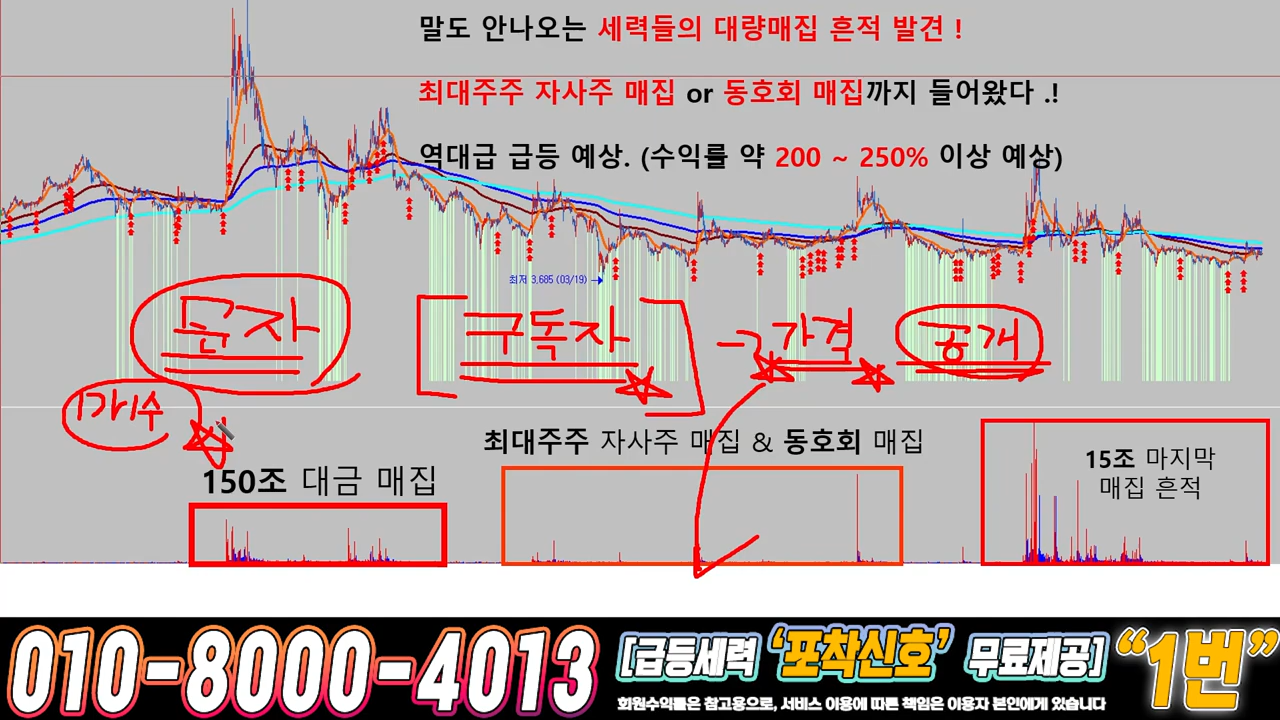 말도 안나오는 세력들의 대량매집 흔적 발견 !
최대주주 자사주 매집 or 동호회 매집까지 들어왔다 .!
역대급 급등 예상. (수익률 약 200 ~ 250% 이상 예상)
최저 3,685 (03/19)
문자 구독자 가격 공개
최대주주 자사주 매집 & 동호회 매집
150조 대금 매집
15조 마지막
매집 흔적
010-8000-4013
[급등세력 ‘포착신호’ 무료제공] “1번”
회원수익률은 참고용으로, 서비스 이용에 따른 책임은 이용자 본인에게 있습니다